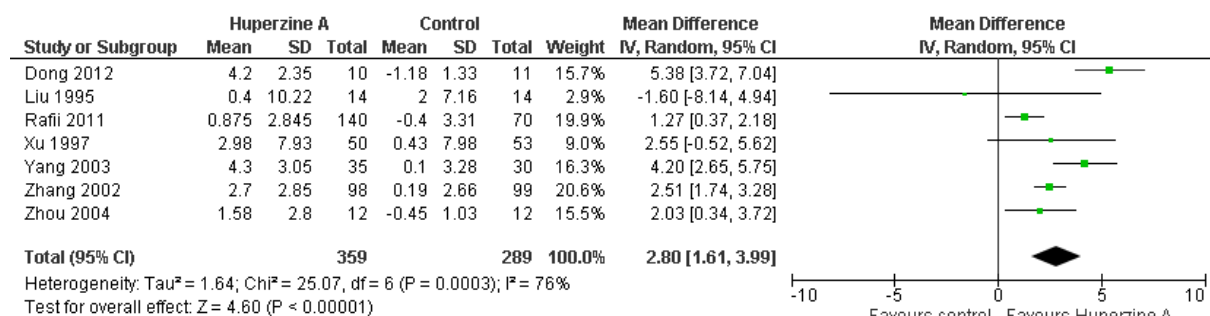 Huperzine A Control Mean Difference Mean Difference
Study or Subgroup Mean SD Total Mean SD Total Weight IV, Random, 95% CI IV, Random, 95% CI
Dong 2012 4.2 2.35 10 -1.18 1.33 11 15.7% 5.38 [3.72, 7.04]
Liu 1995 0.4 10.22 14 2 7.16 14 2.9% -1.60 [-8.14, 4.94]
Rafii 2011 0.875 2.845 140 -0.4 3.31 70 19.9% 1.27 [0.37, 2.18]
Xu 1997 2.98 7.93 50 0.43 7.98 53 9.0% 2.55 [-0.52, 5.62]
Yang 2003 4.3 3.05 35 0.1 3.28 30 16.3% 4.20 [2.65, 5.75]
Zhang 2002 2.7 2.85 98 0.19 2.66 99 20.6% 2.51 [1.74, 3.28]
Zhou 2004 1.58 2.8 12 -0.45 1.03 12 15.5% 2.03 [0.34, 3.72]
Total (95% CI) 359 289 100.0% 2.80 [1.61, 3.99]
Heterogeneity: Tau² = 1.64; Chi² = 25.07, df = 6 (P = 0.0003); I² = 76%
Test for overall effect: Z = 4.60 (P < 0.00001)
-10 -5 0 5 10
Favours control Favours Huperzine A